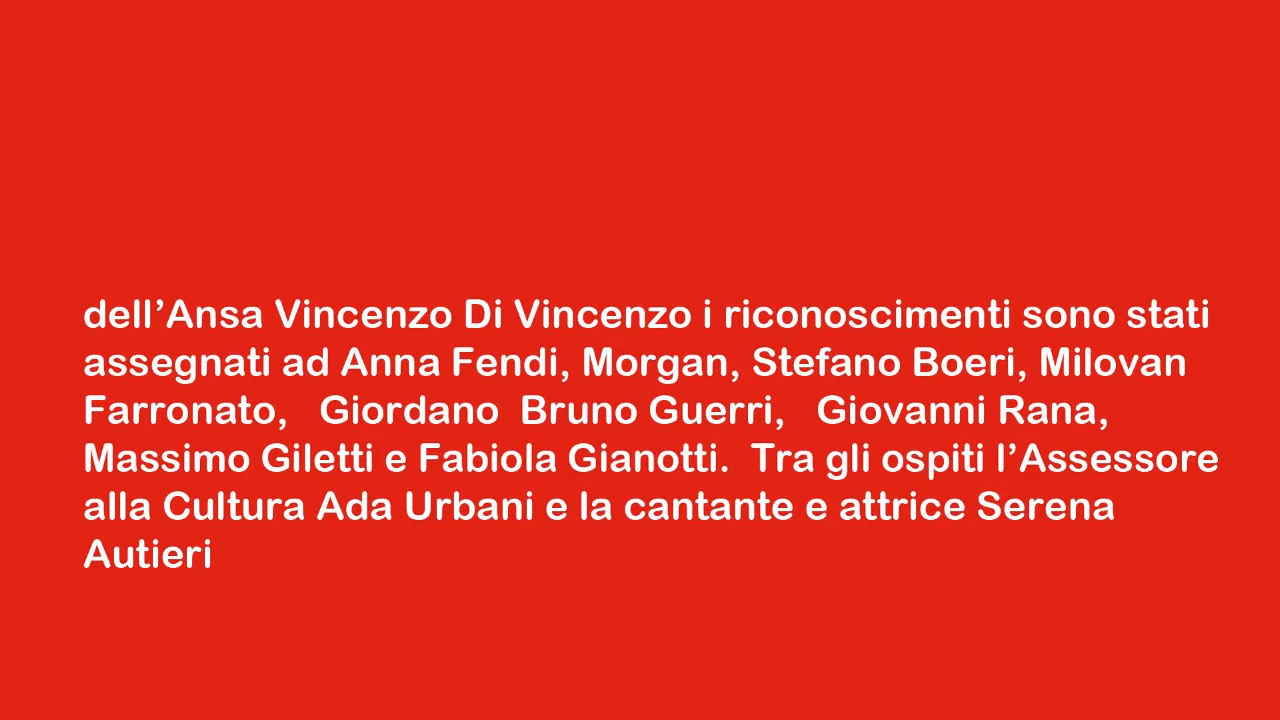 dell’Ansa Vincenzo Di Vincenzo i riconoscimenti sono stati
assegnati ad Anna Fendi, Morgan, Stefano Boeri, Milovan
Farronato,   Giordano  Bruno Guerri,   Giovanni Rana,
Massimo Giletti e Fabiola Gianotti.  Tra gli ospiti l’Assessore
alla Cultura Ada Urbani e la cantante e attrice Serena
Autieri